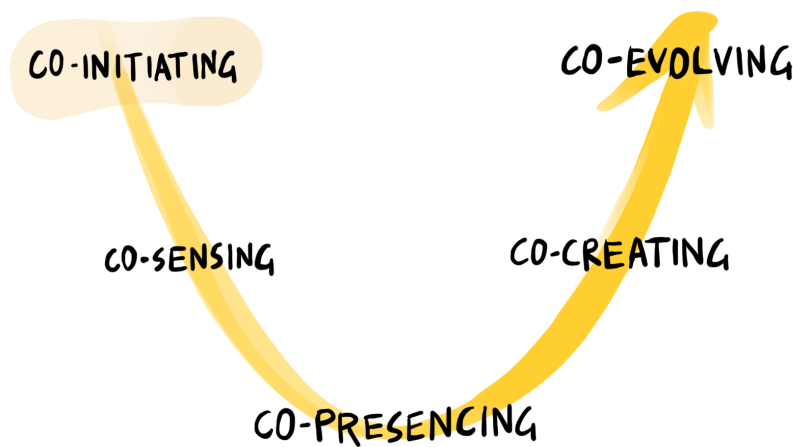 CO-INITIATING
CO-SENSING
CO-PRESENCING
CO-CREATING
CO-EVOLVING